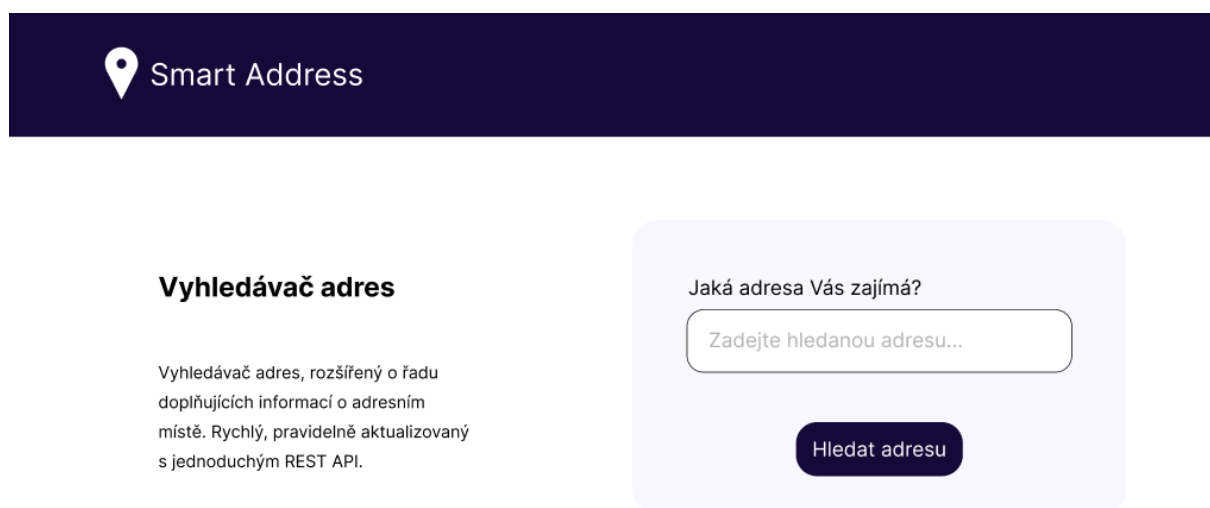 Smart Address
Vyhledávač adres
Vyhledávač adres, rozšířený o řadu
doplňujících informací o adresním
místě. Rychlý, pravidelně aktualizovaný
s jednoduchým REST API.
Jaká adresa Vás zajímá?
Zadejte hledanou adresu...
Hledat adresu